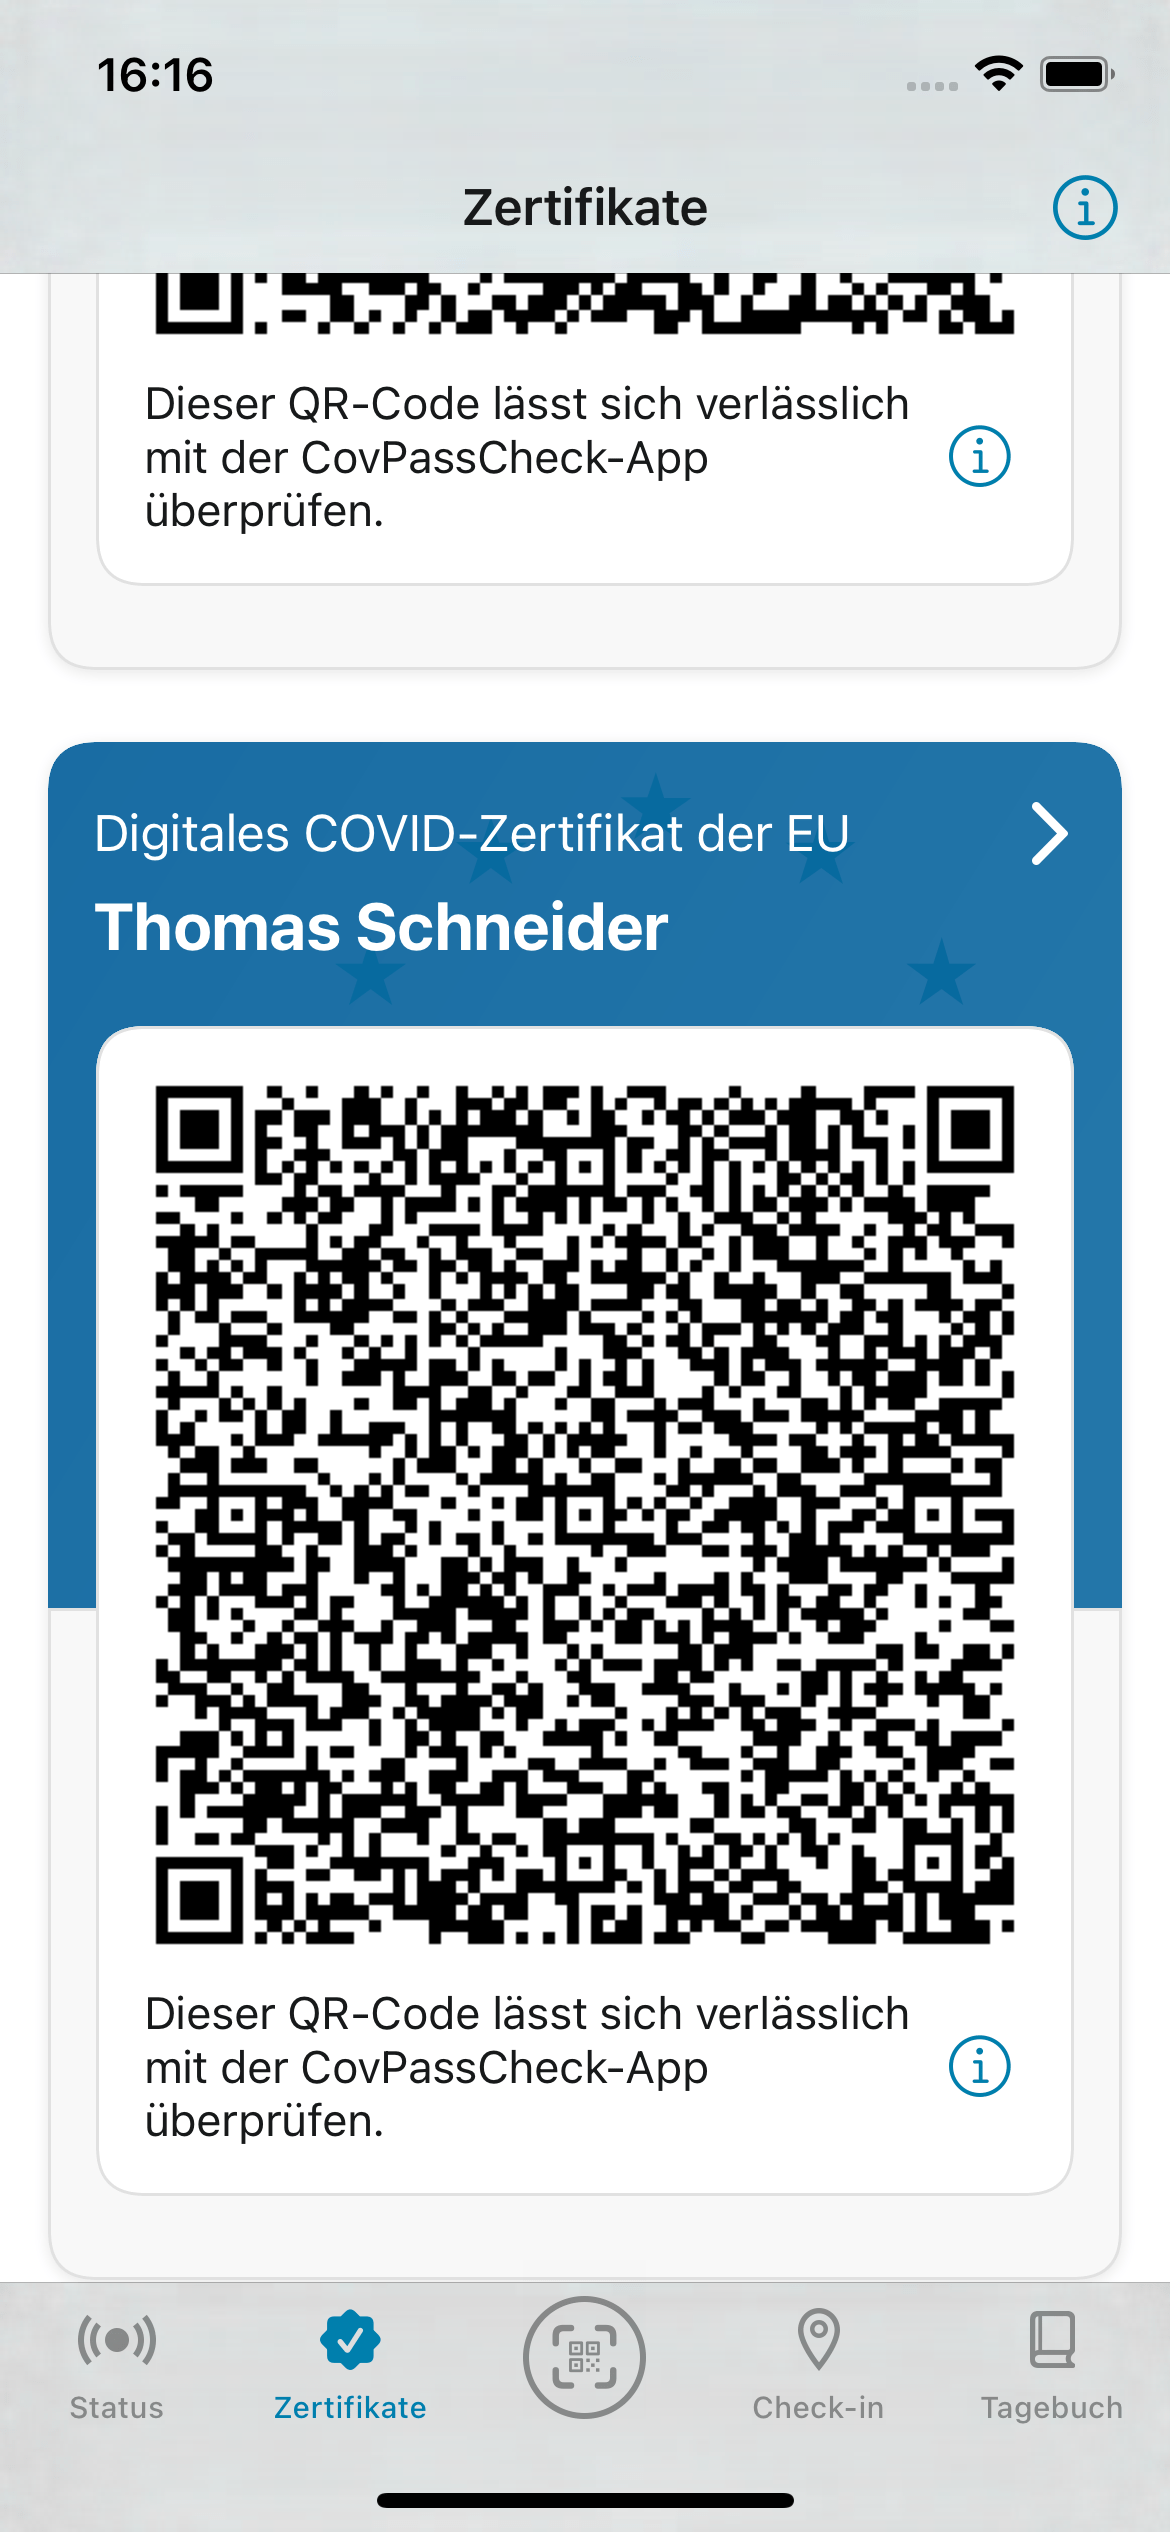 16:16
Zertifikate
Dieser QR-Code lässt sich verlässlich
mit der CovPassCheck-App
überprüfen.
Digitales COVID-Zertifikat der EU
Thomas Schneider
Dieser QR-Code lässt sich verlässlich
mit der CovPassCheck-App
überprüfen.
Status
Zertifikate
Check-in
Tagebuch